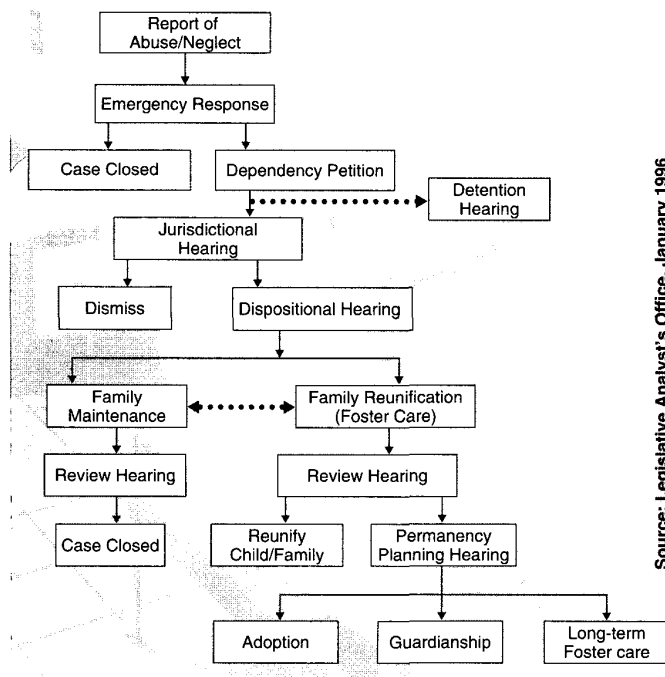 Report of
Abuse/Neglect
Emergency Response
Case Closed
Dependency Petition
Detention
Hearing
Jurisdictional
Hearing
Dismiss
Dispositional Hearing
Family
Maintenance
Family Reunification
(Foster Care)
Review Hearing
Review Hearing
Case Closed
Reunify
Child/Family
Permanency
Planning Hearing
Adoption
Guardianship
Long-term
Foster care
Source: Legislative Analyst's Office, January 1996